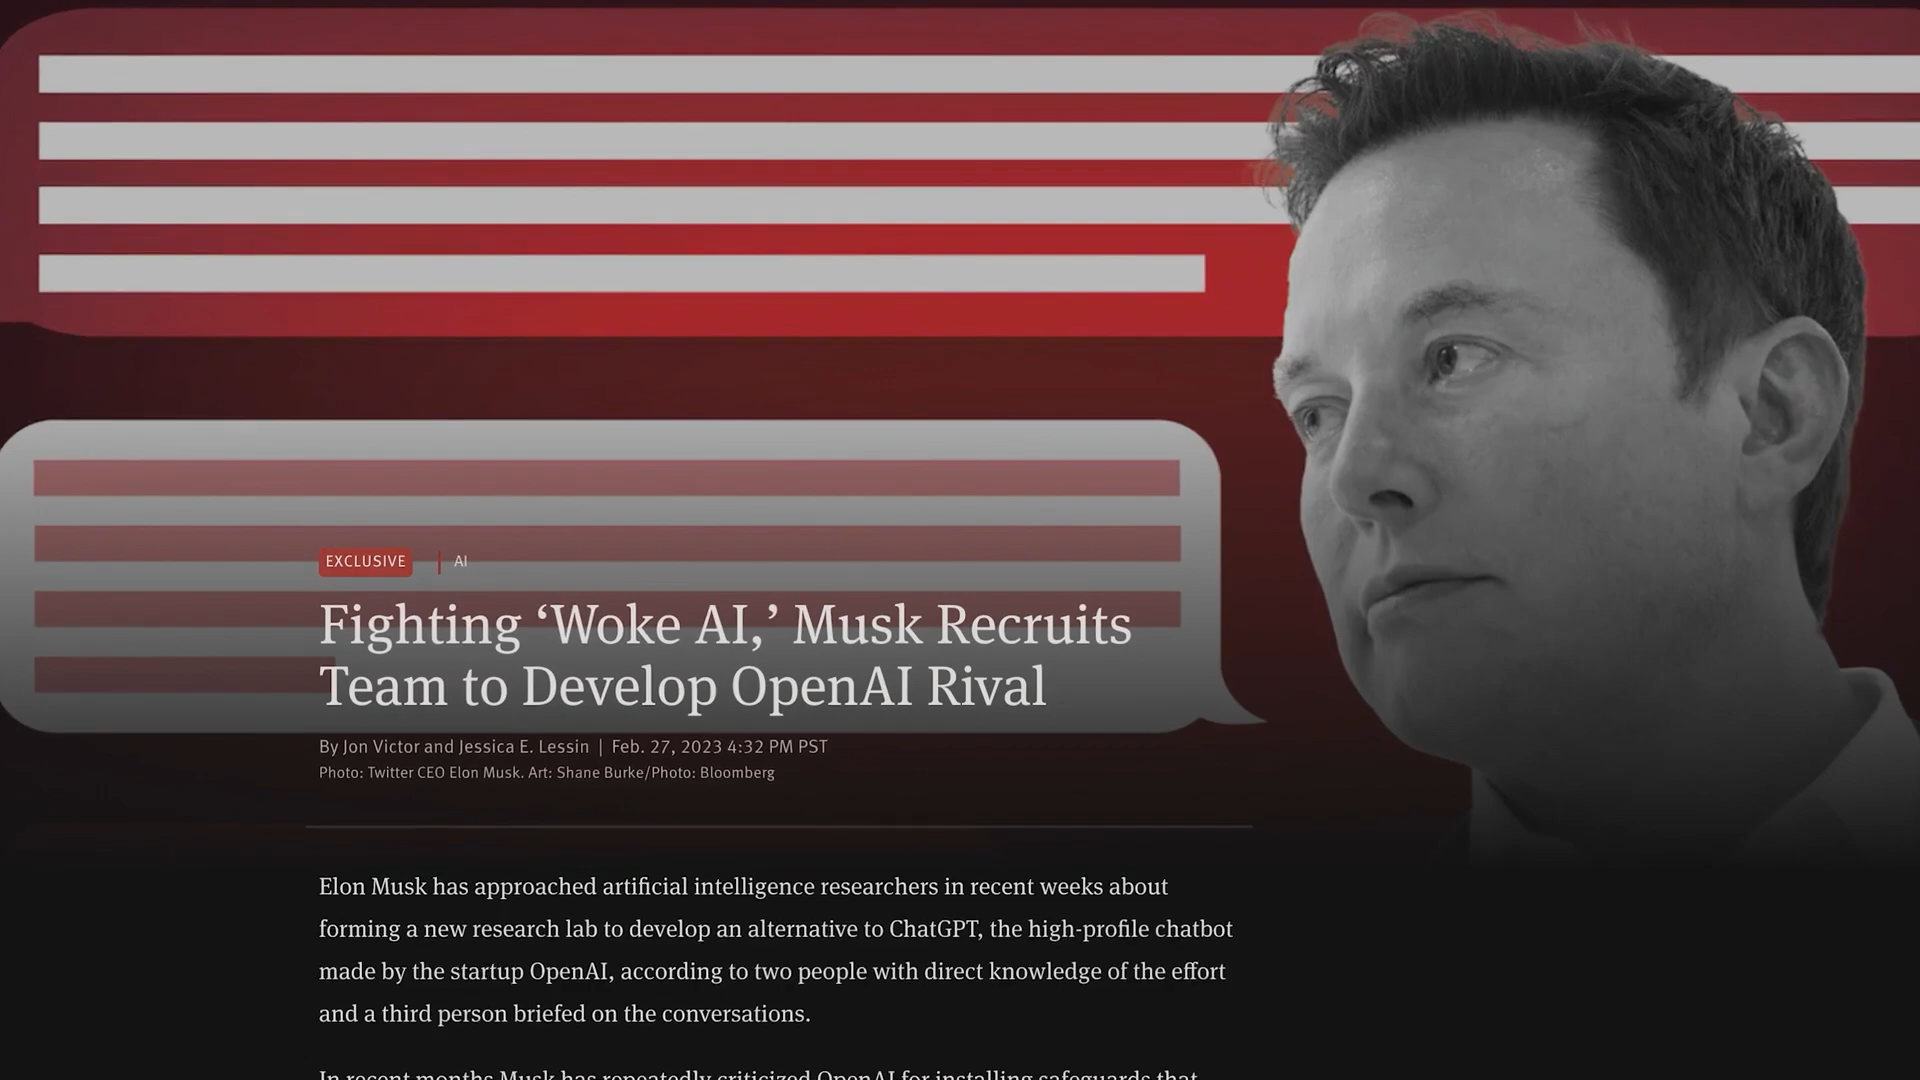 EXCLUSIVE | AI
Fighting ‘Woke AI,’ Musk Recruits
Team to Develop OpenAI Rival
By Jon Victor and Jessica E. Lessin | Feb. 27, 2023 4:32 PM PST
Photo: Twitter CEO Elon Musk. Art: Shane Burke/Photo: Bloomberg
Elon Musk has approached artificial intelligence researchers in recent weeks about
forming a new research lab to develop an alternative to ChatGPT, the high-profile chatbot
made by the startup OpenAI, according to two people with direct knowledge of the effort
and a third person briefed on the conversations.
In recent months Musk has repeatedly criticized OpenAI for installing safeguards that